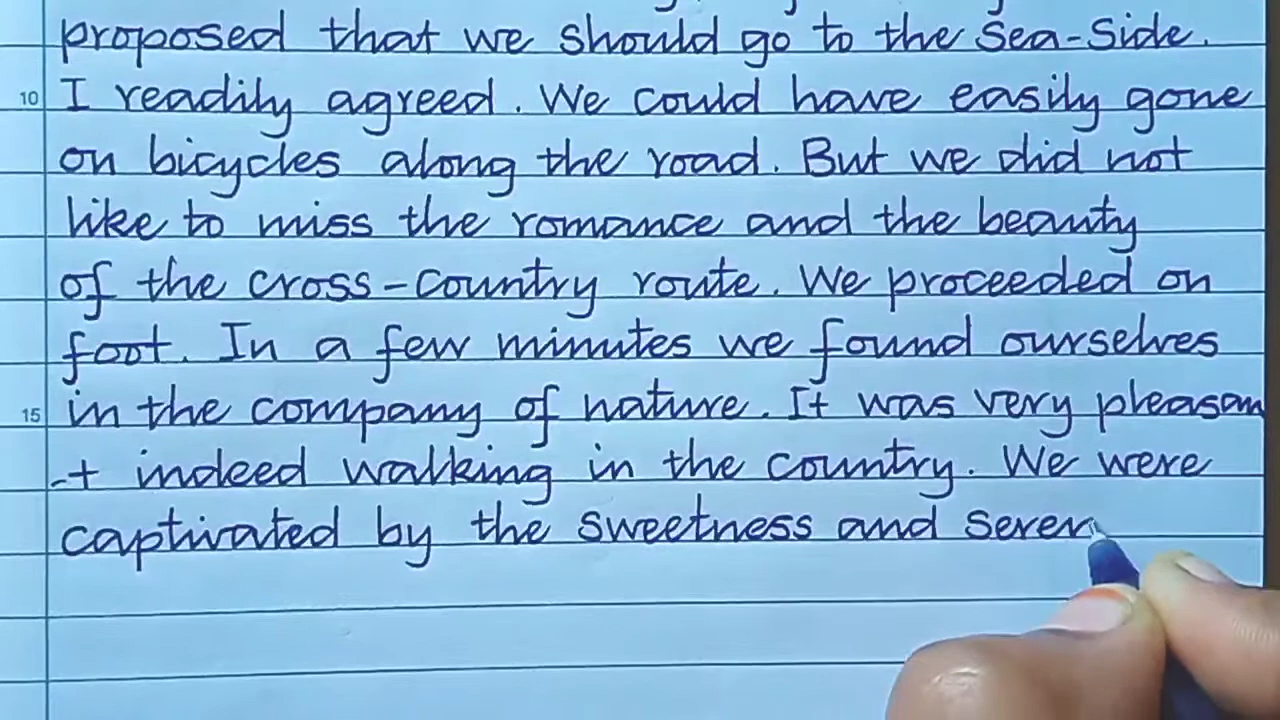 proposed that we should go to the Sea-Side.
10 I readily agreed. We could have easily gone
on bicycles along the road. But we did not
like to miss the romance and the beauty
of the cross-country route. We proceeded on
foot. In a few minutes we found ourselves
15 in the company of nature. It was very pleasan
-t indeed walking in the country. We were
captivated by the sweetness and seren